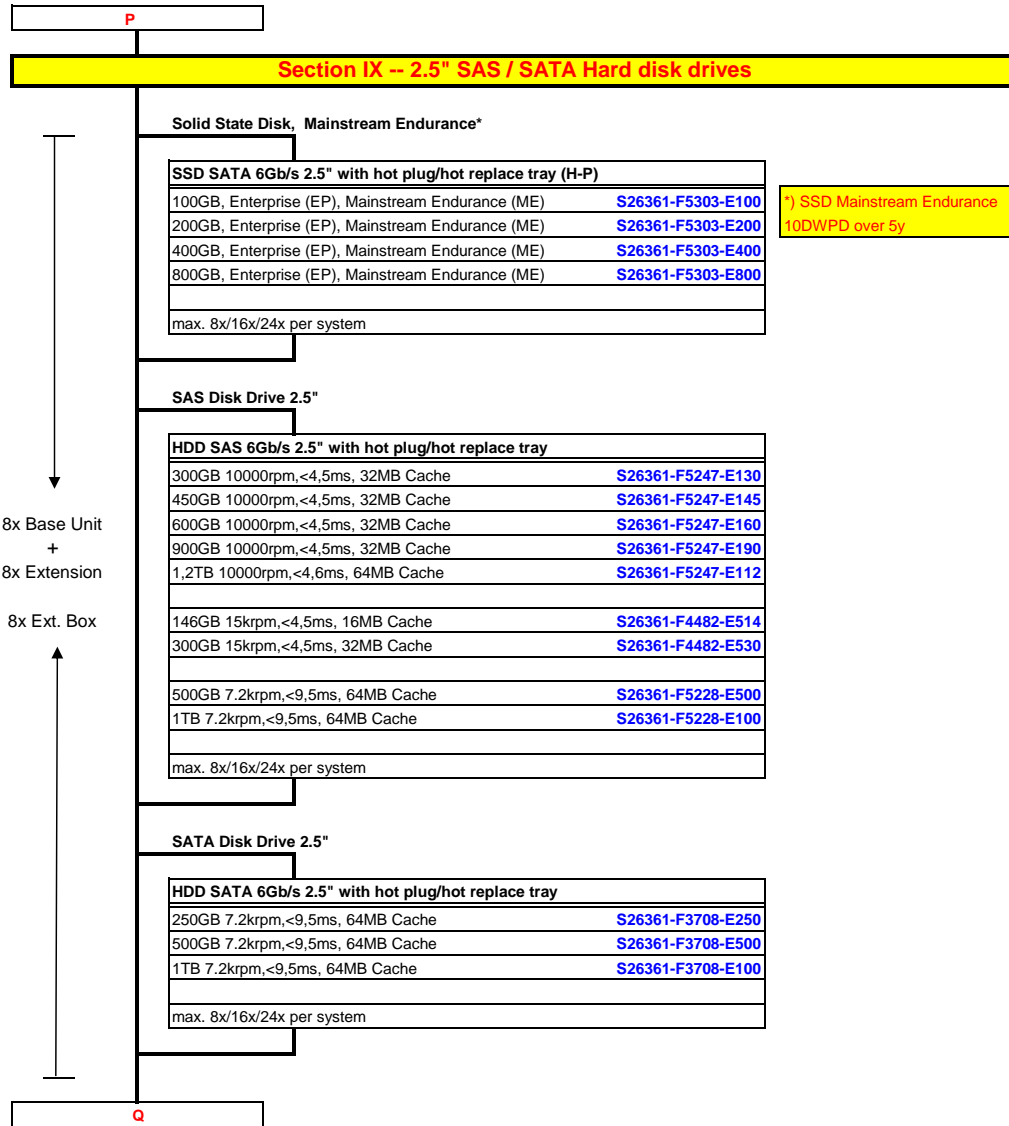 P
Section IX -- 2.5" SAS / SATA Hard disk drives
Solid State Disk,  Mainstream Endurance*
SSD SATA 6Gb/s 2.5" with hot plug/hot replace tray (H-P)
100GB, Enterprise (EP), Mainstream Endurance (ME) S26361-F5303-E100
200GB, Enterprise (EP), Mainstream Endurance (ME) S26361-F5303-E200
400GB, Enterprise (EP), Mainstream Endurance (ME) S26361-F5303-E400
800GB, Enterprise (EP), Mainstream Endurance (ME) S26361-F5303-E800
max. 8x/16x/24x per system
*) SSD Mainstream Endurance
10DWPD over 5y
SAS Disk Drive 2.5"
HDD SAS 6Gb/s 2.5" with hot plug/hot replace tray
300GB 10000rpm,<4,5ms, 32MB Cache S26361-F5247-E130
450GB 10000rpm,<4,5ms, 32MB Cache S26361-F5247-E145
600GB 10000rpm,<4,5ms, 32MB Cache S26361-F5247-E160
900GB 10000rpm,<4,5ms, 32MB Cache S26361-F5247-E190
1,2TB 10000rpm,<4,6ms, 64MB Cache S26361-F5247-E112
146GB 15krpm,<4,5ms, 16MB Cache S26361-F4482-E514
300GB 15krpm,<4,5ms, 32MB Cache S26361-F4482-E530
500GB 7.2krpm,<9,5ms, 64MB Cache S26361-F5228-E500
1TB 7.2krpm,<9,5ms, 64MB Cache S26361-F5228-E100
max. 8x/16x/24x per system
8x Base Unit
+
8x Extension
8x Ext. Box
SATA Disk Drive 2.5"
HDD SATA 6Gb/s 2.5" with hot plug/hot replace tray
250GB 7.2krpm,<9,5ms, 64MB Cache S26361-F3708-E250
500GB 7.2krpm,<9,5ms, 64MB Cache S26361-F3708-E500
1TB 7.2krpm,<9,5ms, 64MB Cache S26361-F3708-E100
max. 8x/16x/24x per system
Q